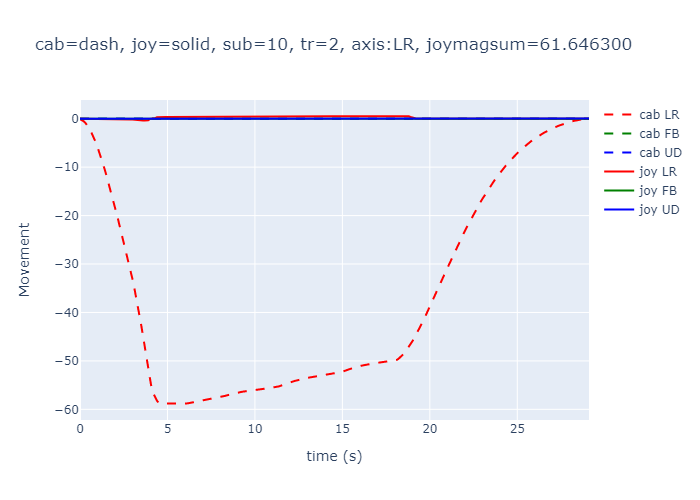 cab=dash, joy=solid, sub=10, tr=2, axis:LR, joymagsum=61.646300
cab LR
cab FB
cab UD
joy LR
joy FB
joy UD
Movement
0
−10
−20
−30
−40
−50
−60
0 5 10 15 20 25
time (s)